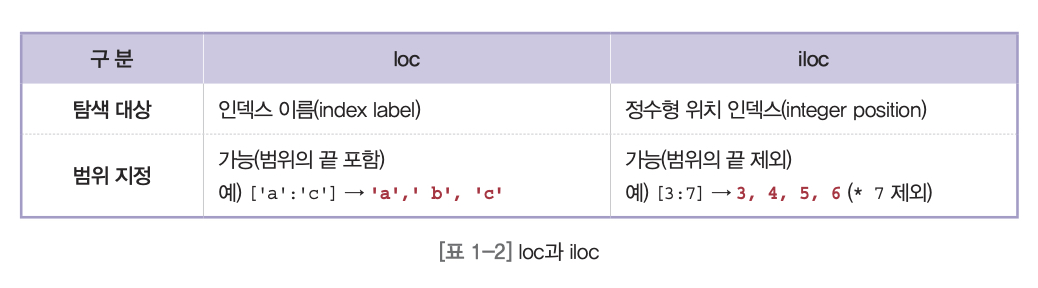 구 분 loc iloc
탐색 대상 인덱스 이름(index label) 정수형 위치 인덱스(integer position)
범위 지정 가능(범위의 끝 포함) 가능(범위의 끝 제외)
예) ['a':'c'] → 'a',' b', 'c' 예) [3:7] → 3, 4, 5, 6 (* 7 제외)
[표 1-2] loc과 iloc